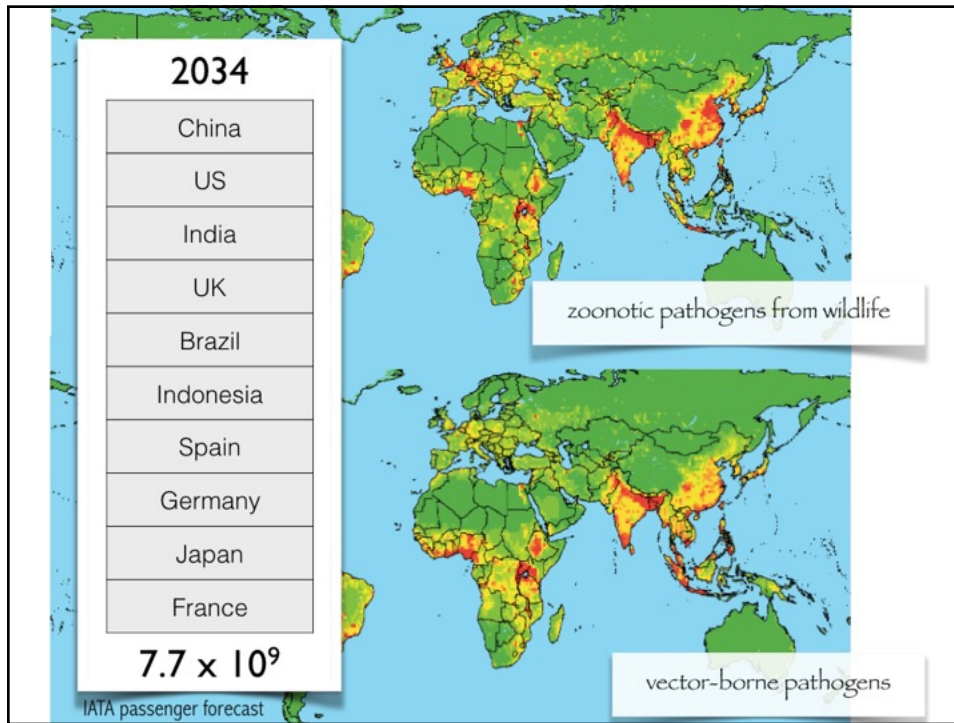 2034
China
US
India
UK
Brazil
Indonesia
Spain
Germany
Japan
France
7.7 x 10⁹
IATA passenger forecast
zoonotic pathogens from wildlife
vector-borne pathogens